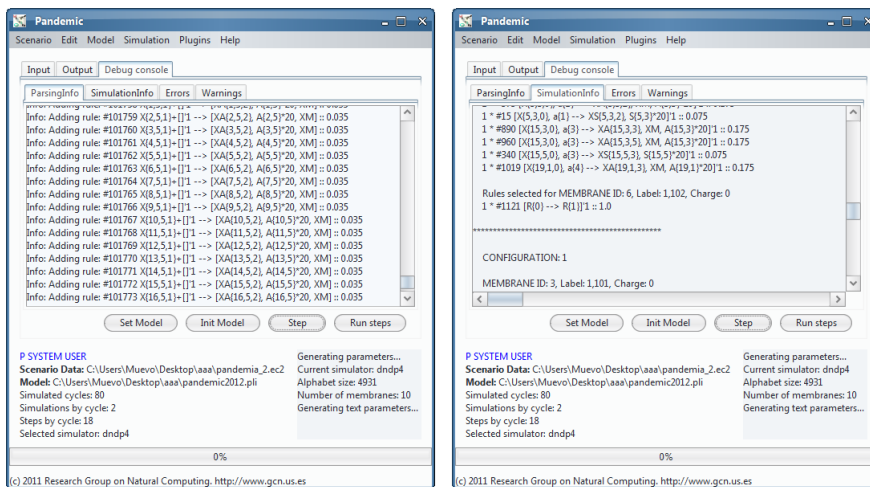 Pandemic
Scenario Edit Model Simulation Plugins Help
Input Output Debug console
ParsingInfo SimulationInfo Errors Warnings
Info: Adding rule: #101759 X{2,5,1}+[]'1 --> [XA{2,5,2}, A{2,5}*20, XM] :: 0.035
Info: Adding rule: #101760 X{3,5,1}+[]'1 --> [XA{3,5,2}, A{3,5}*20, XM] :: 0.035
Info: Adding rule: #101761 X{4,5,1}+[]'1 --> [XA{4,5,2}, A{4,5}*20, XM] :: 0.035
Info: Adding rule: #101762 X{5,5,1}+[]'1 --> [XA{5,5,2}, A{5,5}*20, XM] :: 0.035
Info: Adding rule: #101763 X{6,5,1}+[]'1 --> [XA{6,5,2}, A{6,5}*20, XM] :: 0.035
Info: Adding rule: #101764 X{7,5,1}+[]'1 --> [XA{7,5,2}, A{7,5}*20, XM] :: 0.035
Info: Adding rule: #101765 X{8,5,1}+[]'1 --> [XA{8,5,2}, A{8,5}*20, XM] :: 0.035
Info: Adding rule: #101766 X{9,5,1}+[]'1 --> [XA{9,5,2}, A{9,5}*20, XM] :: 0.035
Info: Adding rule: #101767 X{10,5,1}+[]'1 --> [XA{10,5,2}, A{10,5}*20, XM] :: 0.035
Info: Adding rule: #101768 X{11,5,1}+[]'1 --> [XA{11,5,2}, A{11,5}*20, XM] :: 0.035
Info: Adding rule: #101769 X{12,5,1}+[]'1 --> [XA{12,5,2}, A{12,5}*20, XM] :: 0.035
Info: Adding rule: #101770 X{13,5,1}+[]'1 --> [XA{13,5,2}, A{13,5}*20, XM] :: 0.035
Info: Adding rule: #101771 X{14,5,1}+[]'1 --> [XA{14,5,2}, A{14,5}*20, XM] :: 0.035
Info: Adding rule: #101772 X{15,5,1}+[]'1 --> [XA{15,5,2}, A{15,5}*20, XM] :: 0.035
Info: Adding rule: #101773 X{16,5,1}+[]'1 --> [XA{16,5,2}, A{16,5}*20, XM] :: 0.035
Set Model Init Model Step Run steps
P SYSTEM USER
Scenario Data: C:\Users\Muevo\Desktop\aaa\pandemia_2.ec2
Model: C:\Users\Muevo\Desktop\aaa\pandemic2012.pli
Simulated cycles: 80
Simulations by cycle: 2
Steps by cycle: 18
Selected simulator: dndp4
Generating parameters...
Current simulator: dndp4
Alphabet size: 4931
Number of membranes: 10
Generating text parameters...
0%
(c) 2011 Research Group on Natural Computing. http://www.gcn.us.es
Pandemic
Scenario Edit Model Simulation Plugins Help
Input Output Debug console
ParsingInfo SimulationInfo Errors Warnings
1 * #15 [X{5,3,0}, a{1} --> XS{5,3,2}, S{5,3}*20]'1 :: 0.075
1 * #890 [X{15,3,0}, a{3} --> XA{15,3,3}, XM, A{15,3}*20]'1 :: 0.175
1 * #960 [X{15,3,0}, a{3} --> XA{15,3,5}, XM, A{15,3}*20]'1 :: 0.175
1 * #340 [X{15,5,0}, a{3} --> XS{15,5,3}, S{15,5}*20]'1 :: 0.075
1 * #1019 [X{19,1,0}, a{4} --> XA{19,1,3}, XM, A{19,1}*20]'1 :: 0.175
Rules selected for MEMBRANE ID: 6, Label: 1,102, Charge: 0
1 * #1121 [R{0} --> R{1}]'1 :: 1.0
***********************************************
CONFIGURATION: 1
MEMBRANE ID: 3, Label: 1,101, Charge: 0
Set Model Init Model Step Run steps
P SYSTEM USER
Scenario Data: C:\Users\Muevo\Desktop\aaa\pandemia_2.ec2
Model: C:\Users\Muevo\Desktop\aaa\pandemic2012.pli
Simulated cycles: 80
Simulations by cycle: 2
Steps by cycle: 18
Selected simulator: dndp4
Generating parameters...
Current simulator: dndp4
Alphabet size: 4931
Number of membranes: 10
Generating text parameters...
0%
(c) 2011 Research Group on Natural Computing. http://www.gcn.us.es